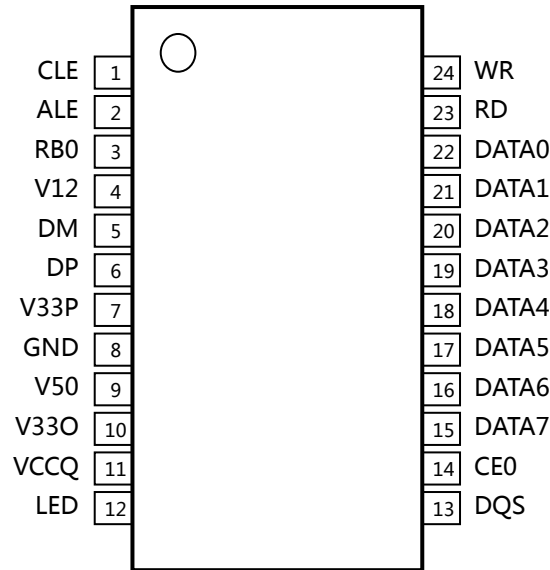 CLE 1 24 WR
ALE 2 23 RD
RB0 3 22 DATA0
V12 4 21 DATA1
DM 5 20 DATA2
DP 6 19 DATA3
V33P 7 18 DATA4
GND 8 17 DATA5
V50 9 16 DATA6
V33O 10 15 DATA7
VCCQ 11 14 CE0
LED 12 13 DQS